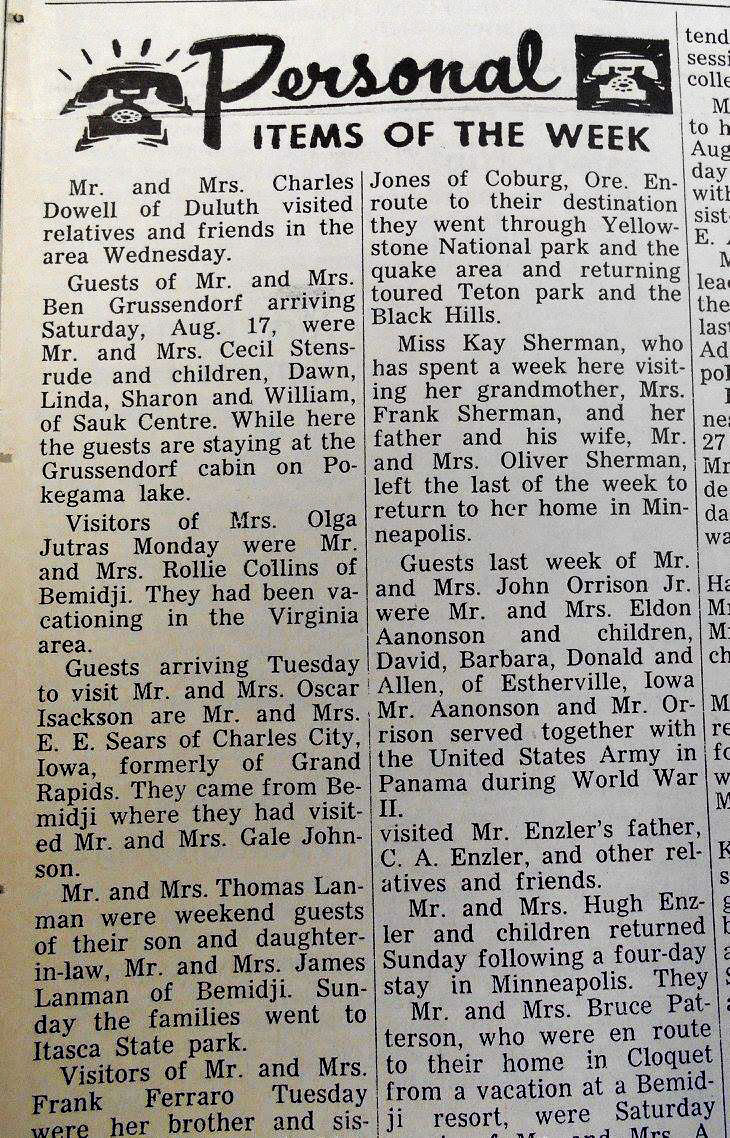 Personal
ITEMS OF THE WEEK
Mr. and Mrs. Charles
Dowell of Duluth visited
relatives and friends in the
area Wednesday.
Guests of Mr. and Mrs.
Ben Grussendorf arriving
Saturday, Aug. 17, were
Mr. and Mrs. Cecil Stens-
rude and children, Dawn,
Linda, Sharon and William,
of Sauk Centre. While here
the guests are staying at the
Grussendorf cabin on Po-
kegama lake.
Visitors of Mrs. Olga
Jutras Monday were Mr.
and Mrs. Rollie Collins of
Bemidji. They had been va-
cationing in the Virginia
area.
Guests arriving Tuesday
to visit Mr. and Mrs. Oscar
Isackson are Mr. and Mrs.
E. E. Sears of Charles City,
Iowa, formerly of Grand
Rapids. They came from Be-
midji where they had visit-
ed Mr. and Mrs. Gale John-
son.
Mr. and Mrs. Thomas Lan-
man were weekend guests
of their son and daughter-
in-law, Mr. and Mrs. James
Lanman of Bemidji. Sun-
day the families went to
Itasca State park.
Visitors of Mr. and Mrs.
Frank Ferraro Tuesday
were her brother and sis-
Jones of Coburg, Ore. En-
route to their destination
they went through Yellow-
stone National park and the
quake area and returning
toured Teton park and the
Black Hills.
Miss Kay Sherman, who
has spent a week here visit-
ing her grandmother, Mrs.
Frank Sherman, and her
father and his wife, Mr.
and Mrs. Oliver Sherman,
left the last of the week to
return to her home in Min-
neapolis.
Guests last week of Mr.
and Mrs. John Orrison Jr.
were Mr. and Mrs. Eldon
Aanonson and children,
David, Barbara, Donald and
Allen, of Estherville, Iowa
Mr. Aanonson and Mr. Or-
rison served together with
the United States Army in
Panama during World War
II.
visited Mr. Enzler's father,
C. A. Enzler, and other rel-
atives and friends.
Mr. and Mrs. Hugh Enz-
ler and children returned
Sunday following a four-day
stay in Minneapolis. They
Mr. and Mrs. Bruce Pat-
terson, who were en route
to their home in Cloquet
from a vacation at a Bemid-
ji resort, were Saturday